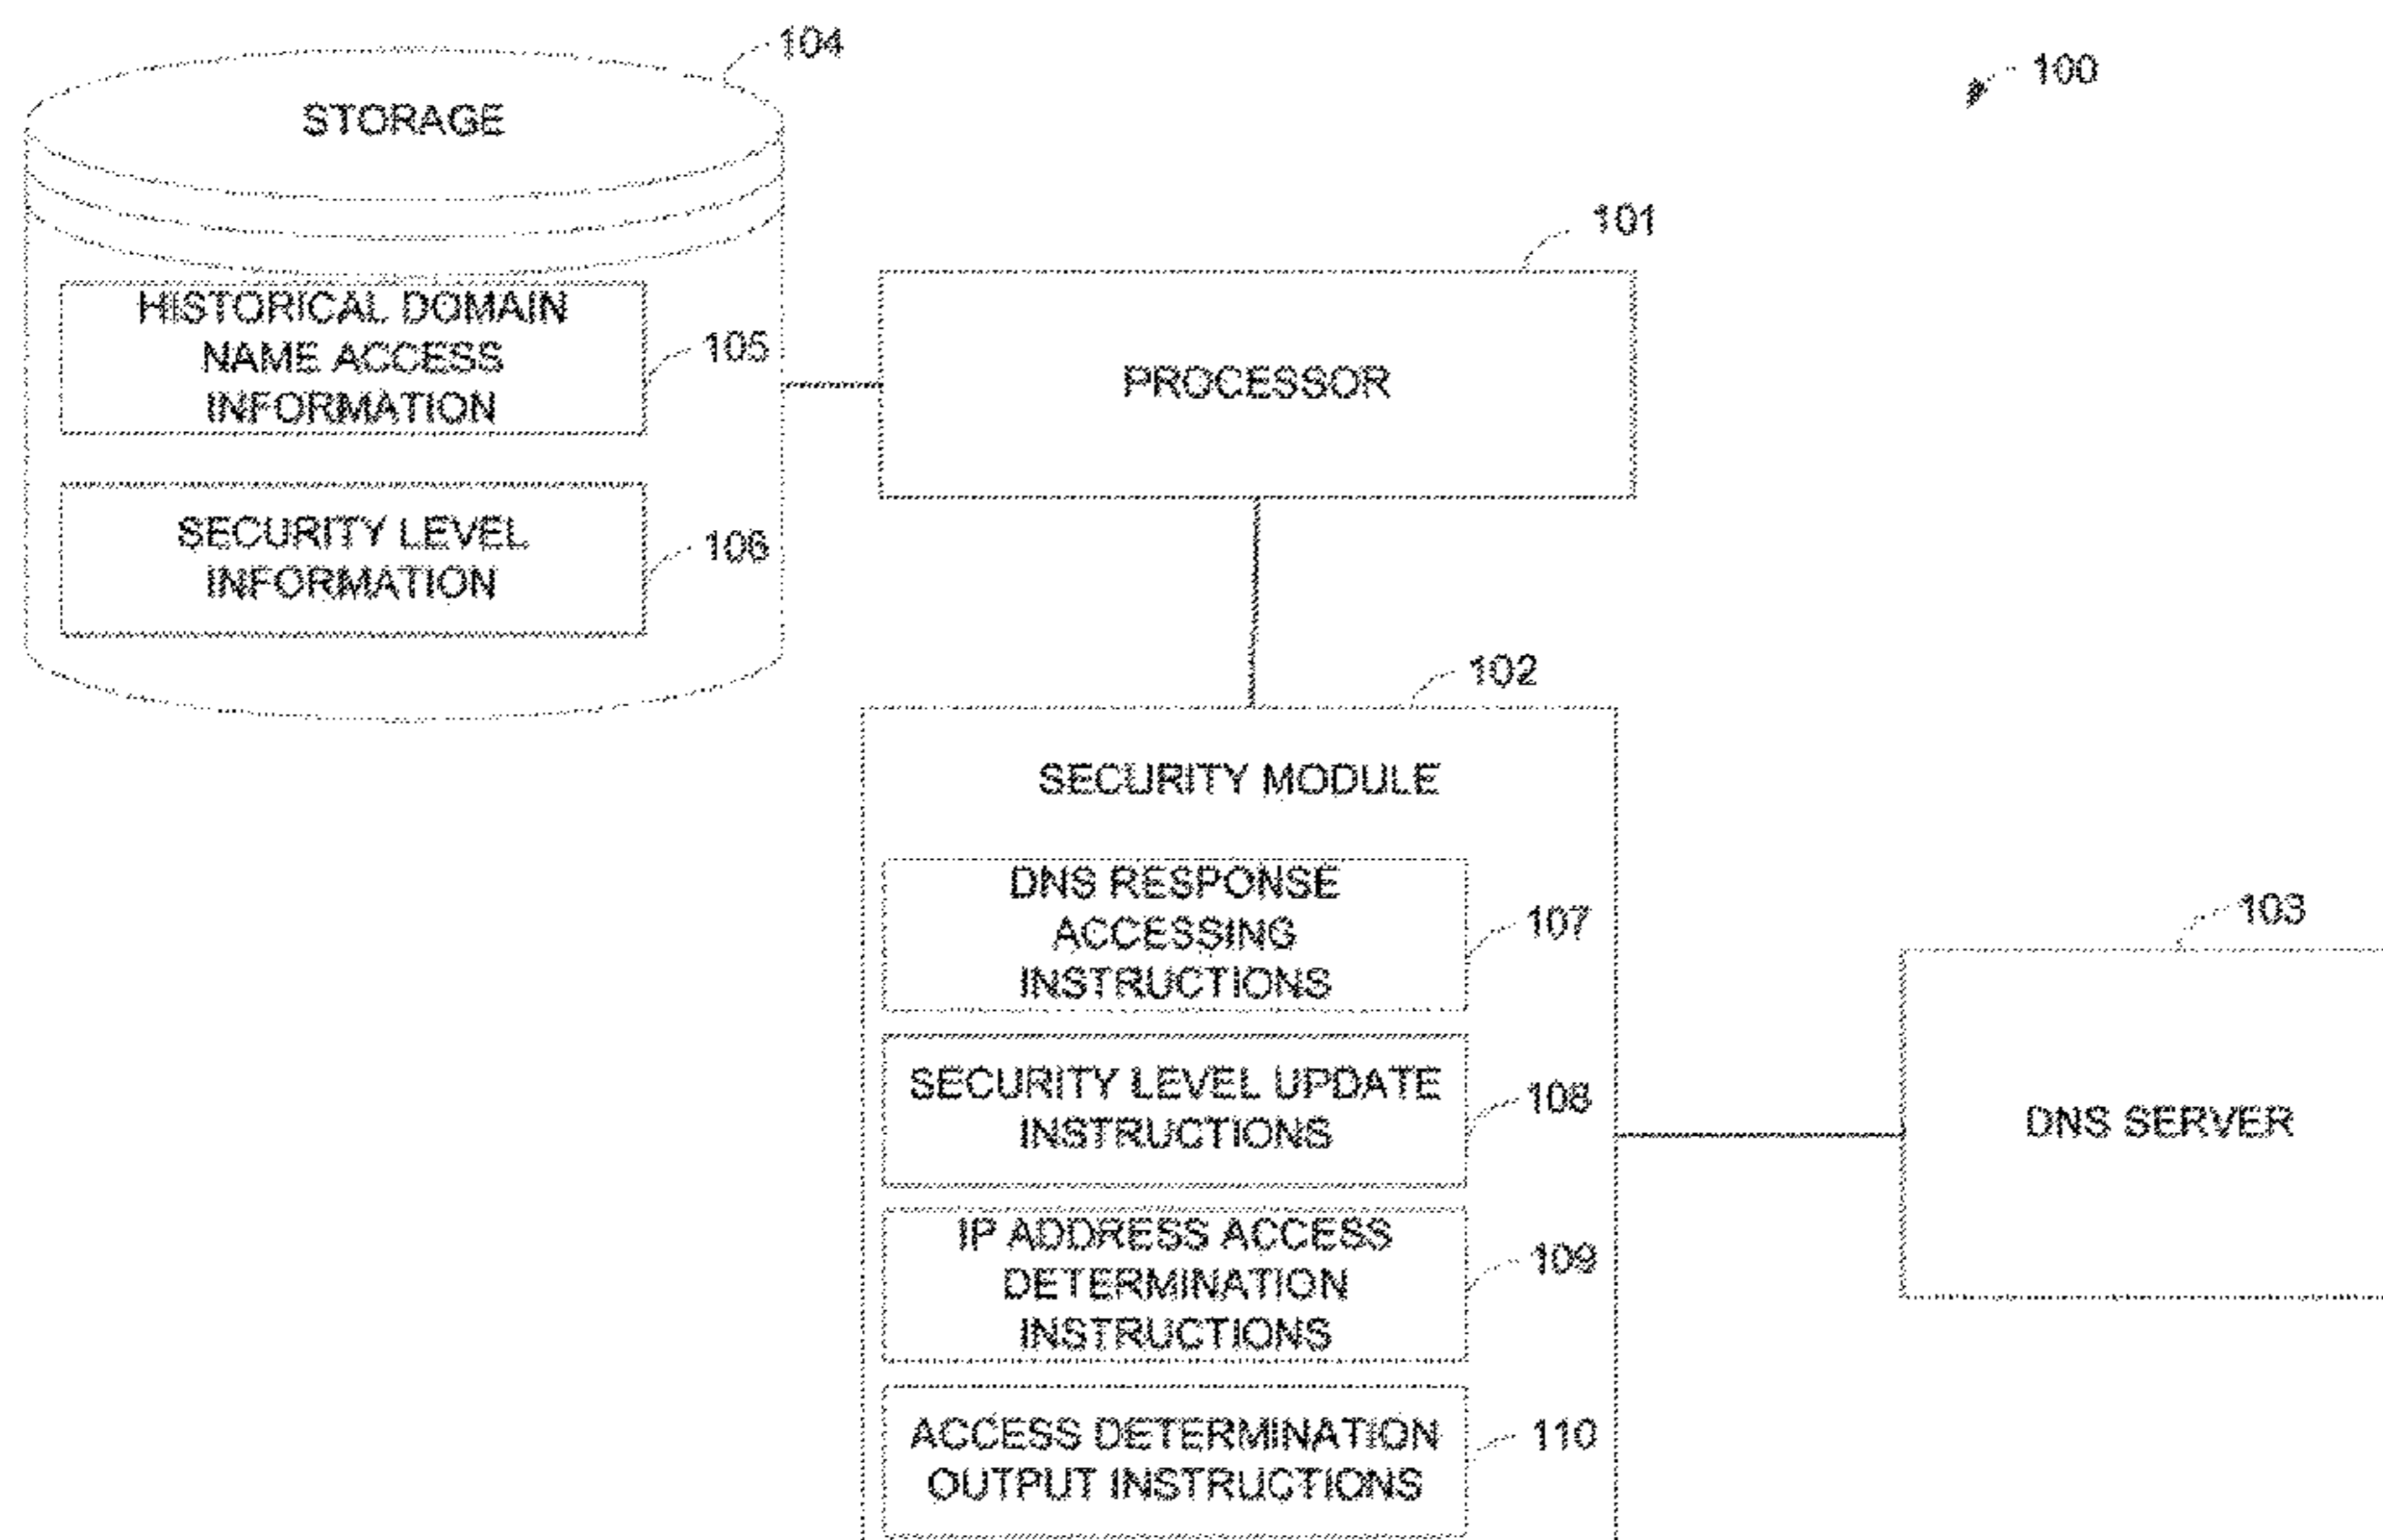 104
STORAGE
100
101
HISTORICAL DOMAIN
NAME ACCESS
INFORMATION
105
PROCESSOR
SECURITY LEVEL
INFORMATION
106
102
SECURITY MODULE
DNS RESPONSE
ACCESSING
INSTRUCTIONS
107
103
SECURITY LEVEL UPDATE
INSTRUCTIONS
108
DNS SERVER
IP ADDRESS ACCESS
DETERMINATION
INSTRUCTIONS
109
ACCESS DETERMINATION
OUTPUT INSTRUCTIONS
110